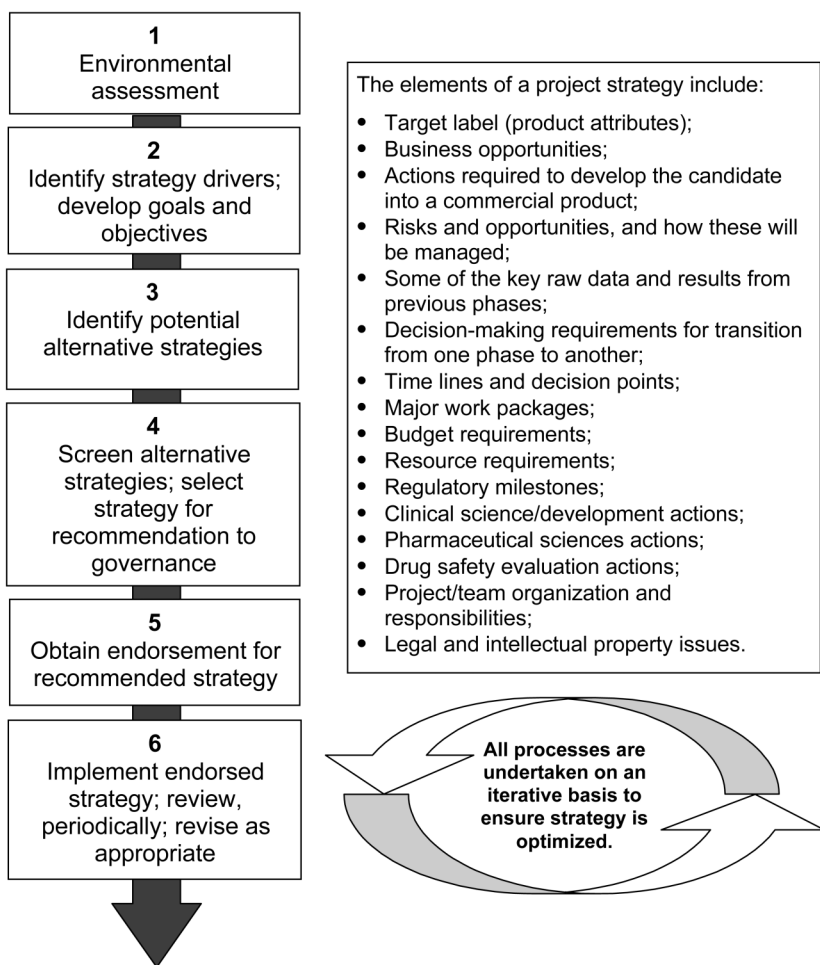 1
Environmental
assessment
2
Identify strategy drivers;
develop goals and
objectives
3
Identify potential
alternative strategies
4
Screen alternative
strategies; select
strategy for
recommendation to
governance
5
Obtain endorsement for
recommended strategy
6
Implement endorsed
strategy; review,
periodically; revise as
appropriate
The elements of a project strategy include:
• Target label (product attributes);
• Business opportunities;
• Actions required to develop the candidate
into a commercial product;
• Risks and opportunities, and how these will
be managed;
• Some of the key raw data and results from
previous phases;
• Decision-making requirements for transition
from one phase to another;
• Time lines and decision points;
• Major work packages;
• Budget requirements;
• Resource requirements;
• Regulatory milestones;
• Clinical science/development actions;
• Pharmaceutical sciences actions;
• Drug safety evaluation actions;
• Project/team organization and
responsibilities;
• Legal and intellectual property issues.
All processes are
undertaken on an
iterative basis to
ensure strategy is
optimized.